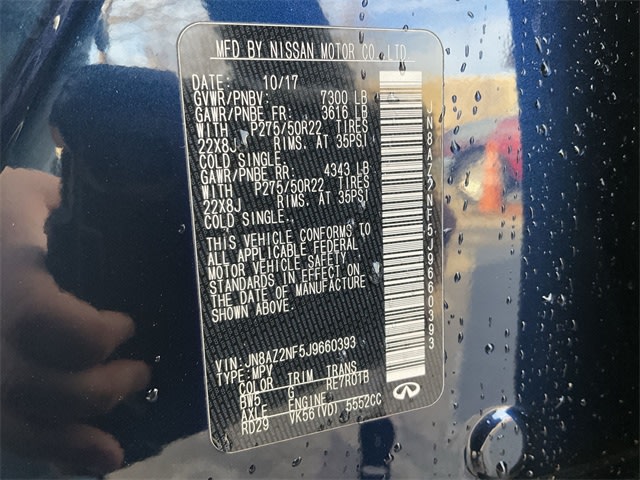 MFD BY NISSAN MOTOR CO., LTD.
DATE: 10/17
GVWR/PNBV: 7300 LB
GAWR/PNBE FR: 3616 LB
WITH P275/50R22 TIRES
22X8J RIMS. AT 35PSI
COLD SINGLE.
GAWR/PNBE RR: 4343 LB
WITH P275/50R22 TIRES
22X8J RIMS. AT 35PSI
COLD SINGLE.
THIS VEHICLE CONFORMS TO
ALL APPLICABLE FEDERAL
MOTOR VEHICLE SAFETY
STANDARDS IN EFFECT ON
THE DATE OF MANUFACTURE
SHOWN ABOVE.
VIN: JN8AZ2NF5J9660393
TYPE: MPV
COLOR TRIM TRANS
BW5 G RE7R01B
AXLE ENGINE
RD29 VK56(VD) 5552CC
JN8AZ2NF5J9660393